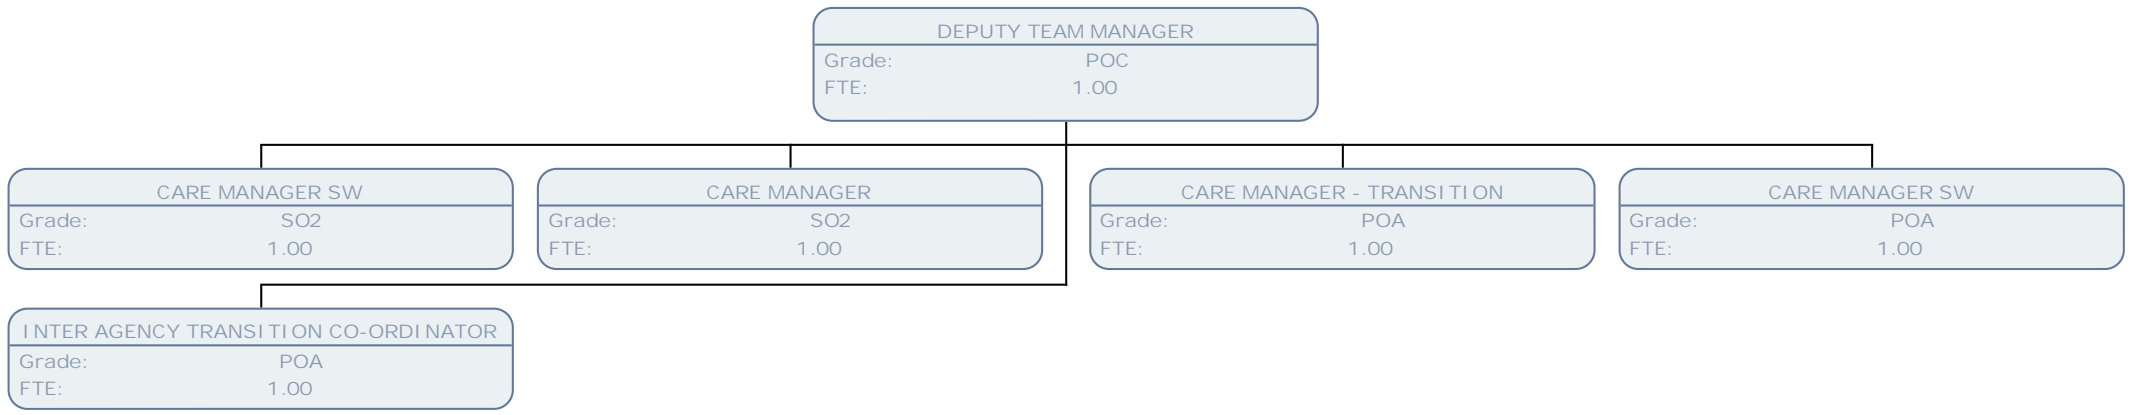 DEPUTY TEAM MANAGER
Grade: POC
FTE: 1.00
CARE MANAGER SW
Grade: SO2
FTE: 1.00
CARE MANAGER
Grade: SO2
FTE: 1.00
CARE MANAGER - TRANSITION
Grade: POA
FTE: 1.00
CARE MANAGER SW
Grade: POA
FTE: 1.00
INTER AGENCY TRANSITION CO-ORDINATOR
Grade: POA
FTE: 1.00